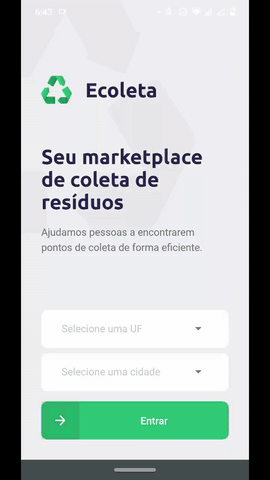 6:43
Ecoleta
Seu marketplace
de coleta de
resíduos
Ajudamos pessoas a encontrarem
pontos de coleta de forma eficiente.
Selecione uma UF
Selecione uma cidade
Entrar